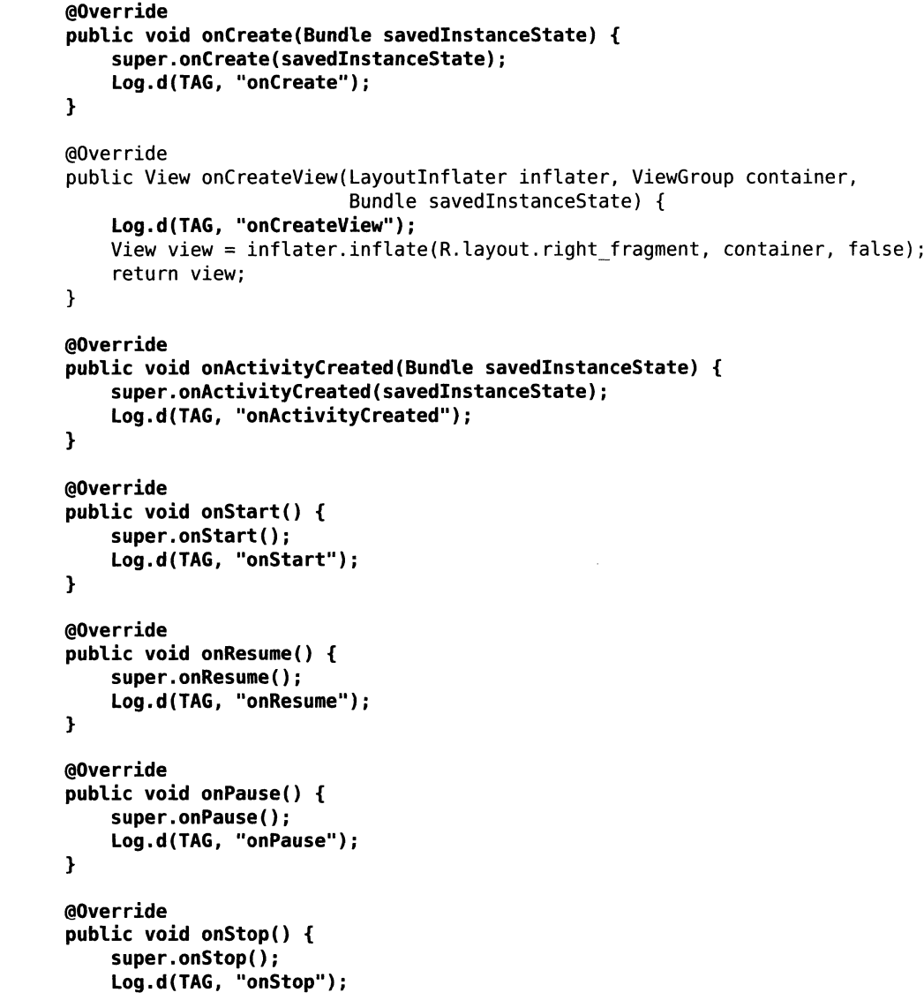 @Override
public void onCreate(Bundle savedInstanceState) {
    super.onCreate(savedInstanceState);
    Log.d(TAG, "onCreate");
}

@Override
public View onCreateView(LayoutInflater inflater, ViewGroup container,
                         Bundle savedInstanceState) {
    Log.d(TAG, "onCreateView");
    View view = inflater.inflate(R.layout.right_fragment, container, false);
    return view;
}

@Override
public void onActivityCreated(Bundle savedInstanceState) {
    super.onActivityCreated(savedInstanceState);
    Log.d(TAG, "onActivityCreated");
}

@Override
public void onStart() {
    super.onStart();
    Log.d(TAG, "onStart");
}

@Override
public void onResume() {
    super.onResume();
    Log.d(TAG, "onResume");
}

@Override
public void onPause() {
    super.onPause();
    Log.d(TAG, "onPause");
}

@Override
public void onStop() {
    super.onStop();
    Log.d(TAG, "onStop");